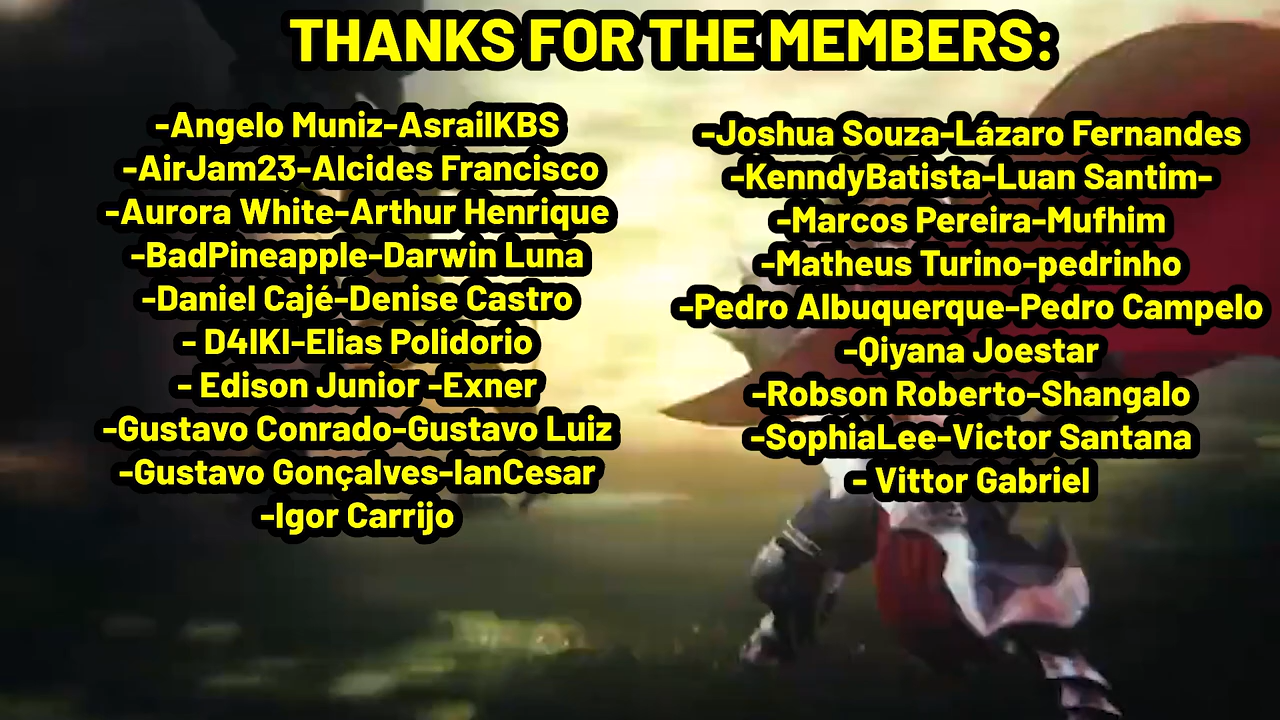 THANKS FOR THE MEMBERS:
-Angelo Muniz-AsrailKBS
-AirJam23-Alcides Francisco
-Aurora White-Arthur Henrique
-BadPineapple-Darwin Luna
-Daniel Cajé-Denise Castro
- D4IKI-Elias Polidorio
- Edison Junior -Exner
-Gustavo Conrado-Gustavo Luiz
-Gustavo Gonçalves-IanCesar
-Igor Carrijo
-Joshua Souza-Lázaro Fernandes
-KenndyBatista-Luan Santim-
-Marcos Pereira-Mufhim
-Matheus Turino-pedrinho
-Pedro Albuquerque-Pedro Campelo
-Qiyana Joestar
-Robson Roberto-Shangalo
-SophiaLee-Victor Santana
- Vittor Gabriel